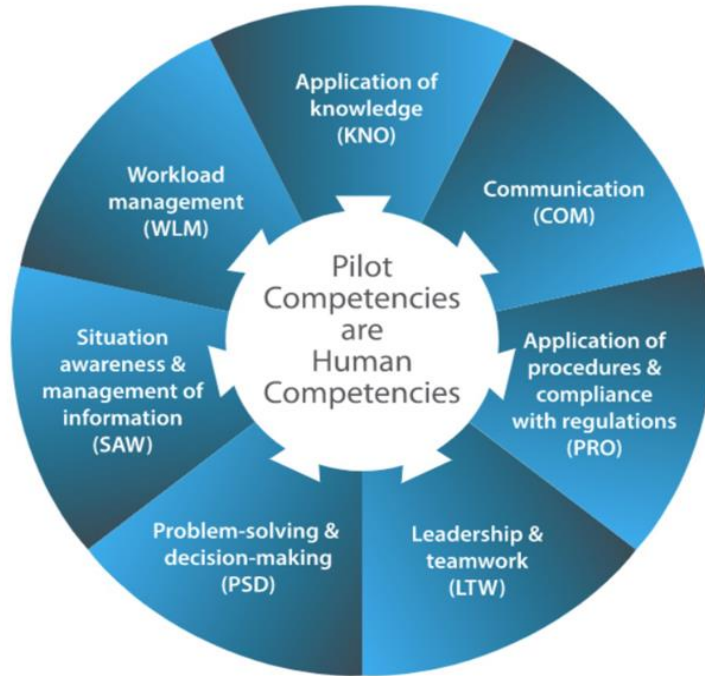 Application of
knowledge
(KNO)
Communication
(COM)
Application of
procedures &
compliance
with regulations
(PRO)
Leadership &
teamwork
(LTW)
Problem-solving &
decision-making
(PSD)
Situation
awareness &
management of
information
(SAW)
Workload
management
(WLM)
Pilot
Competencies
are
Human
Competencies